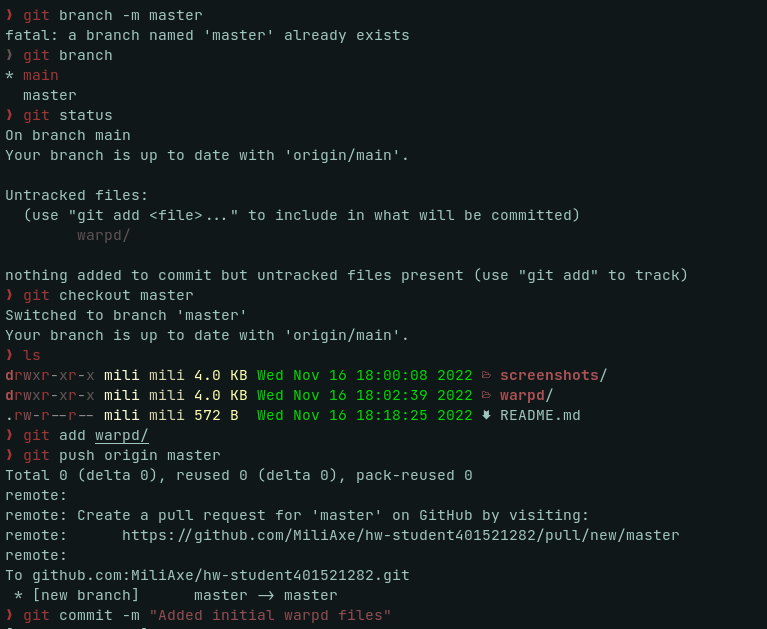 ❯ git branch -m master
fatal: a branch named 'master' already exists
❯ git branch
* main
  master
❯ git status
On branch main
Your branch is up to date with 'origin/main'.

Untracked files:
  (use "git add <file>..." to include in what will be committed)
        warpd/

nothing added to commit but untracked files present (use "git add" to track)
❯ git checkout master
Switched to branch 'master'
Your branch is up to date with 'origin/main'.
❯ ls
drwxr-xr-x mili mili 4.0 KB Wed Nov 16 18:00:08 2022 screenshots/
drwxr-xr-x mili mili 4.0 KB Wed Nov 16 18:02:39 2022 warpd/
.rw-r--r-- mili mili 572 B  Wed Nov 16 18:18:25 2022 README.md
❯ git add warpd/
❯ git push origin master
Total 0 (delta 0), reused 0 (delta 0), pack-reused 0
remote:
remote: Create a pull request for 'master' on GitHub by visiting:
remote:      https://github.com/MiliAxe/hw-student401521282/pull/new/master
remote:
To github.com:MiliAxe/hw-student401521282.git
 * [new branch]      master -> master
❯ git commit -m "Added initial warpd files"